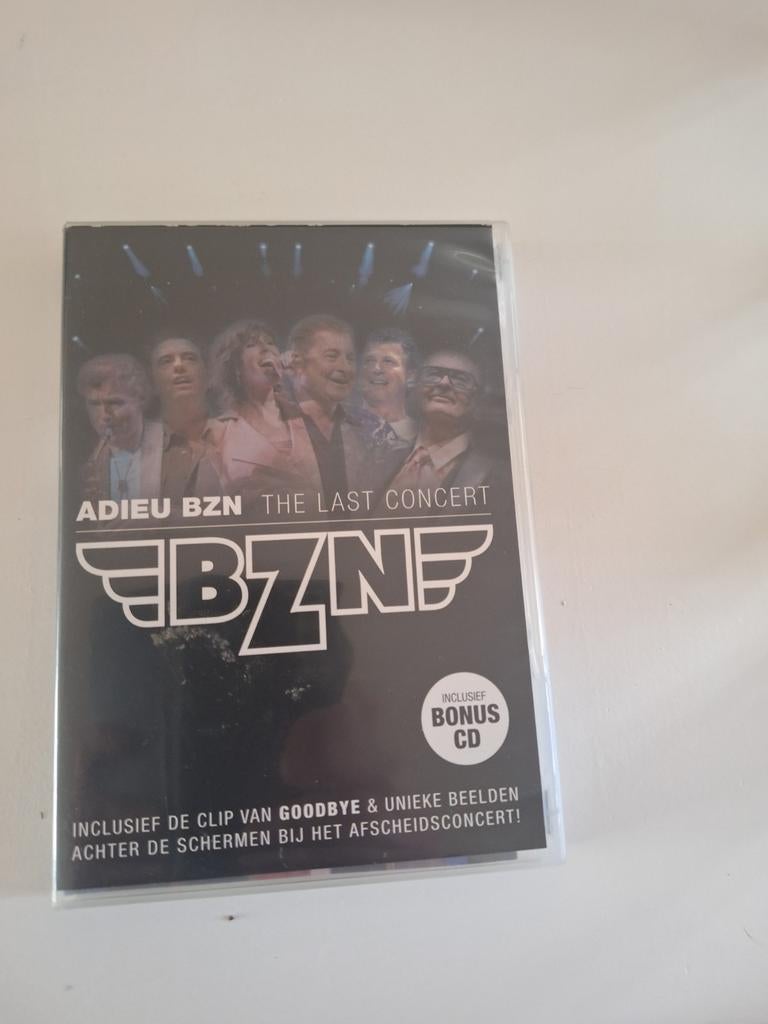 ADIEU BZN THE LAST CONCERT
BZN
INCLUSIEF
BONUS
CD
INCLUSIEF DE CLIP VAN GOODBYE & UNIEKE BEELDEN
ACHTER DE SCHERMEN BIJ HET AFSCHEIDSCONCERT!